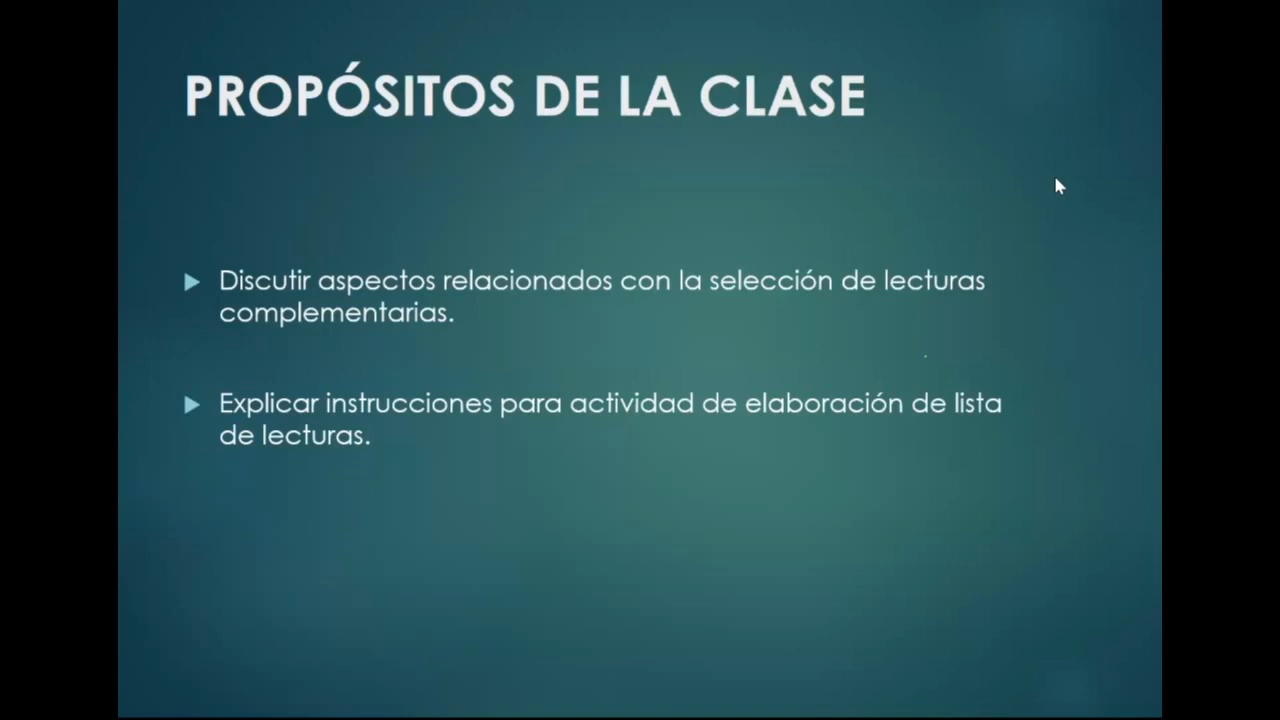 PROPÓSITOS DE LA CLASE
Discutir aspectos relacionados con la selección de lecturas
complementarias.
Explicar instrucciones para actividad de elaboración de lista
de lecturas.